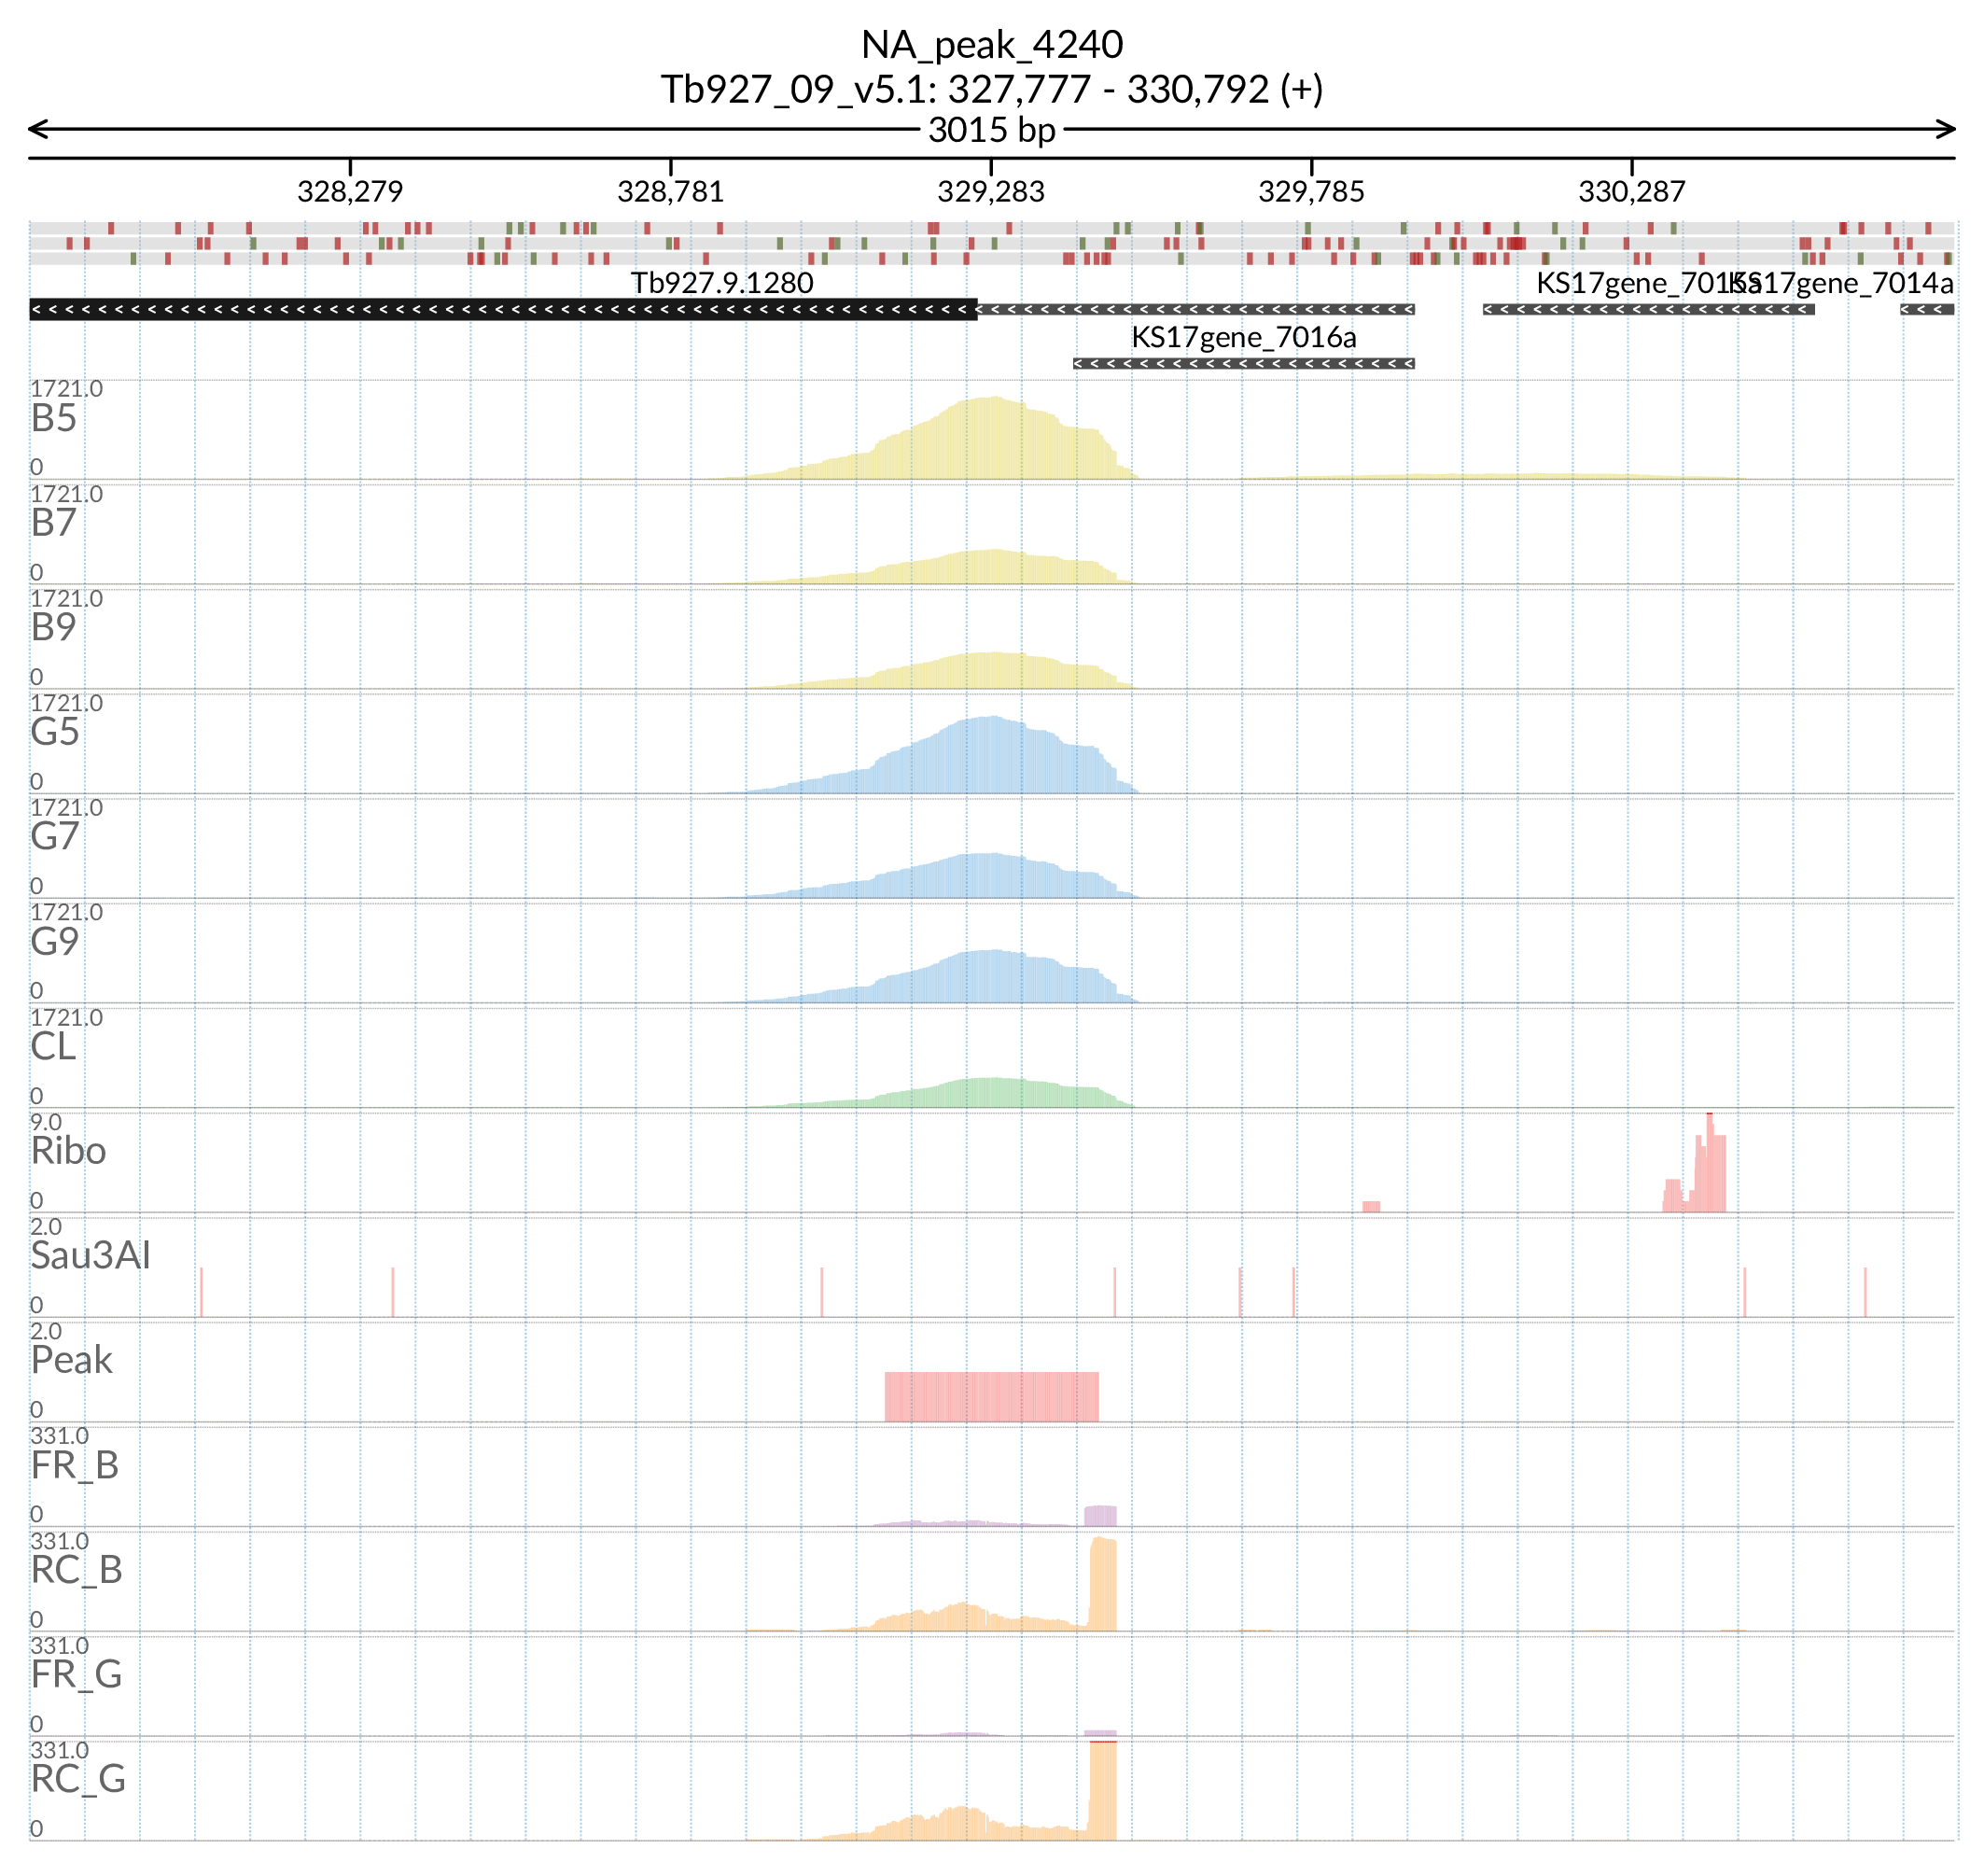 NA_peak_4240
Tb927_09_v5.1: 327,777 - 330,792 (+)
3015 bp
328,279 328,781 329,283 329,785 330,287
Tb927.9.1280 KS17gene_7014a
KS17gene_7016a
1721.0
B5
0
1721.0
B7
0
1721.0
B9
0
1721.0
G5
0
1721.0
G7
0
1721.0
G9
0
1721.0
CL
0
9.0
Ribo
0
2.0
Sau3AI
0
2.0
Peak
0
331.0
FR_B
0
331.0
RC_B
0
331.0
FR_G
0
331.0
RC_G
0